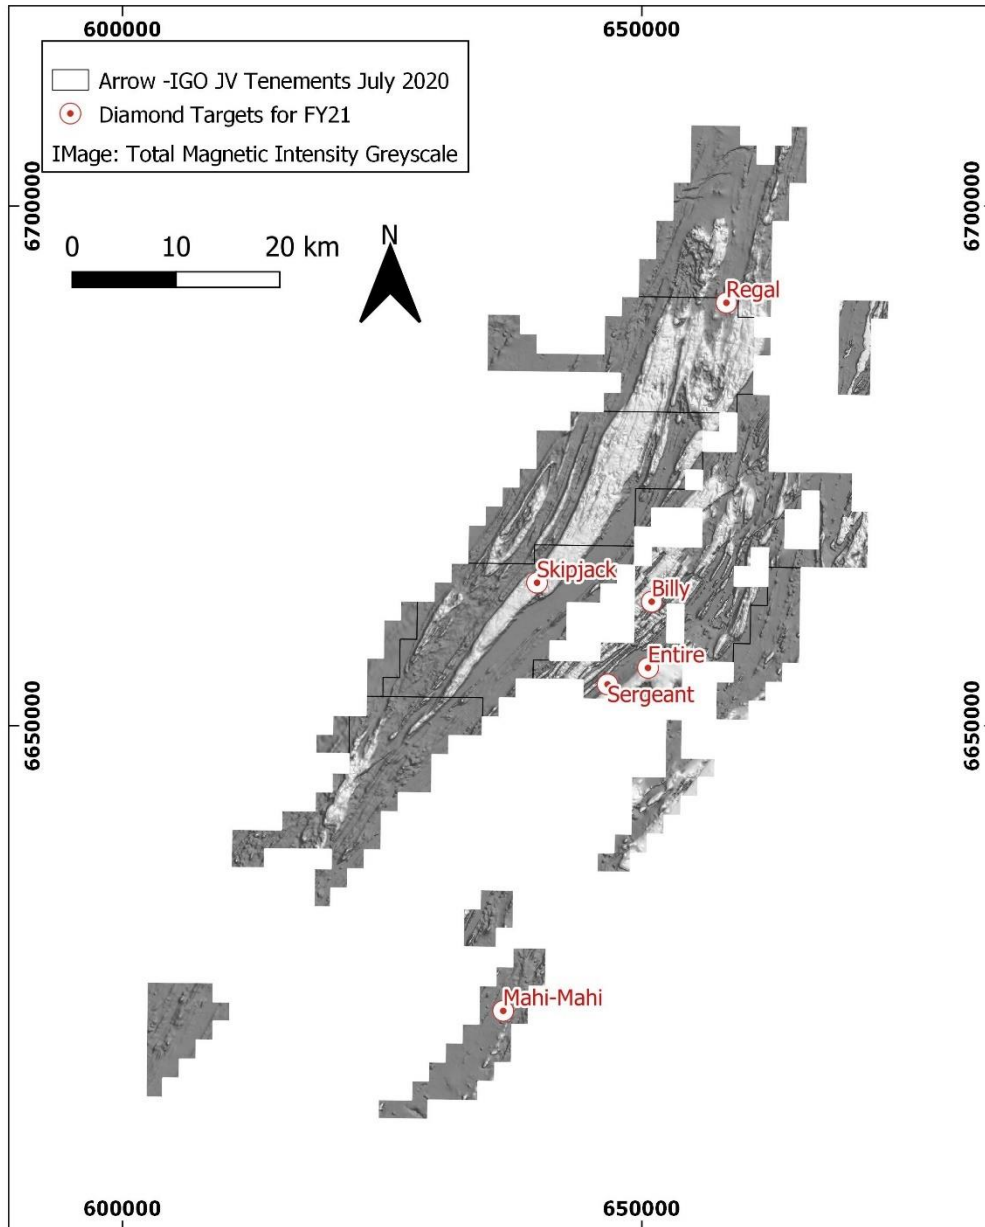 600000
650000
Arrow -IGO JV Tenements July 2020
Diamond Targets for FY21
IMage: Total Magnetic Intensity Greyscale
6700000
6700000
0 10 20 km
N
Regal
Skipjack
Billy
Entire
Sergeant
6650000
6650000
Mahi-Mahi
600000
650000